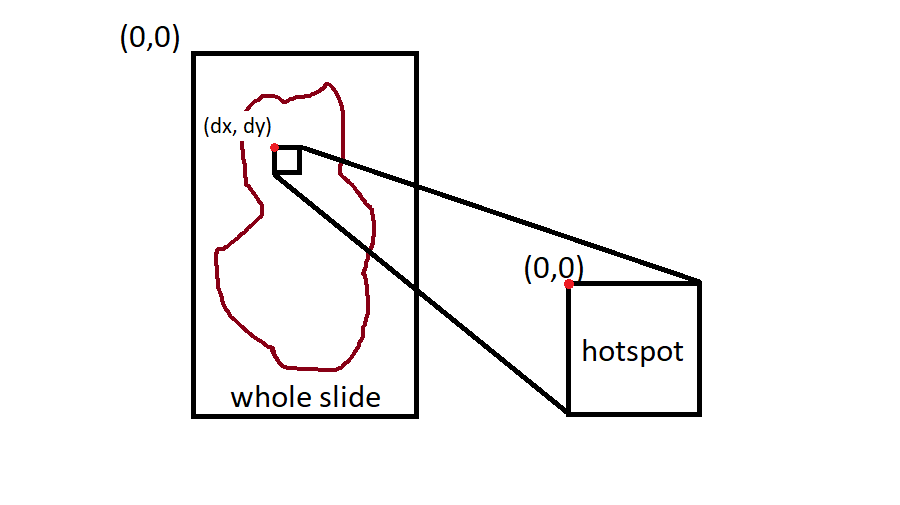 (0,0)
(dx, dy)
(0,0)
hotspot
whole slide